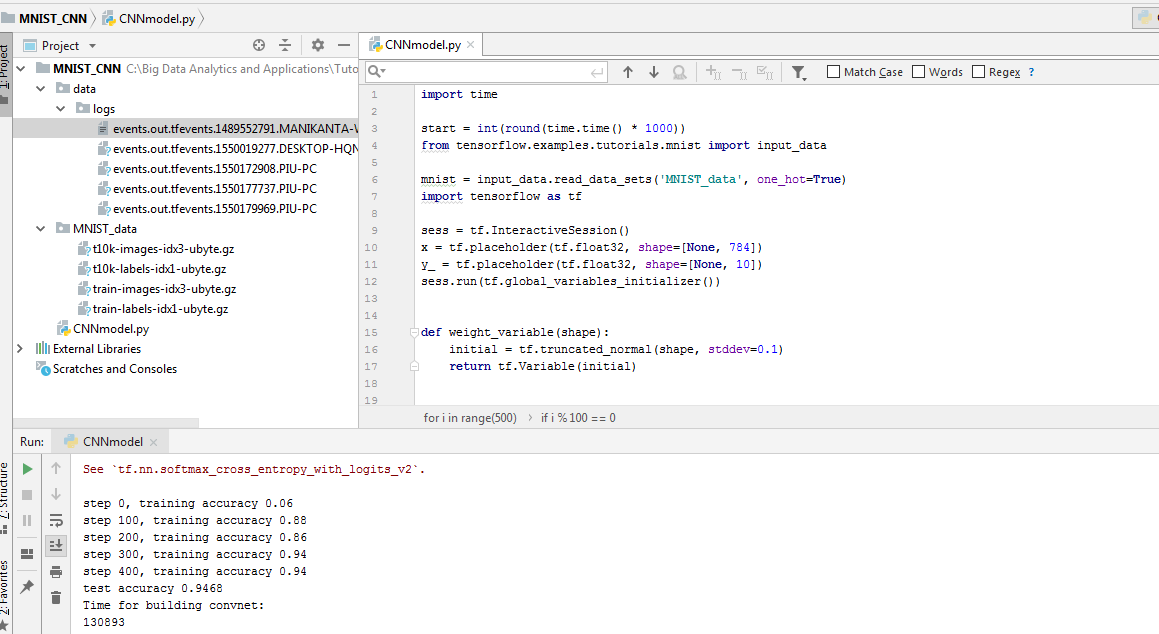 MNIST_CNN CNNmodel.py
Project
CNNmodel.py
1: Project
MNIST_CNN C:\Big Data Analytics and Applications\Tuto
data
logs
events.out.tfevents.1489552791.MANIKANTA-
events.out.tfevents.1550019277.DESKTOP-HQN
events.out.tfevents.1550172908.PIU-PC
events.out.tfevents.1550177737.PIU-PC
events.out.tfevents.1550179969.PIU-PC
MNIST_data
t10k-images-idx3-ubyte.gz
t10k-labels-idx1-ubyte.gz
train-images-idx3-ubyte.gz
train-labels-idx1-ubyte.gz
CNNmodel.py
External Libraries
Scratches and Consoles
Match Case Words Regex ?
1 import time
2
3 start = int(round(time.time() * 1000))
4 from tensorflow.examples.tutorials.mnist import input_data
5
6 mnist = input_data.read_data_sets('MNIST_data', one_hot=True)
7 import tensorflow as tf
8
9 sess = tf.InteractiveSession()
10 x = tf.placeholder(tf.float32, shape=[None, 784])
11 y_ = tf.placeholder(tf.float32, shape=[None, 10])
12 sess.run(tf.global_variables_initializer())
13
14
15 def weight_variable(shape):
16 initial = tf.truncated_normal(shape, stddev=0.1)
17 return tf.Variable(initial)
18
19
for i in range(500) › if i % 100 == 0
Run: CNNmodel
7: Structure
2: Favorites
See `tf.nn.softmax_cross_entropy_with_logits_v2`.
step 0, training accuracy 0.06
step 100, training accuracy 0.88
step 200, training accuracy 0.86
step 300, training accuracy 0.94
step 400, training accuracy 0.94
test accuracy 0.9468
Time for building convnet:
130893